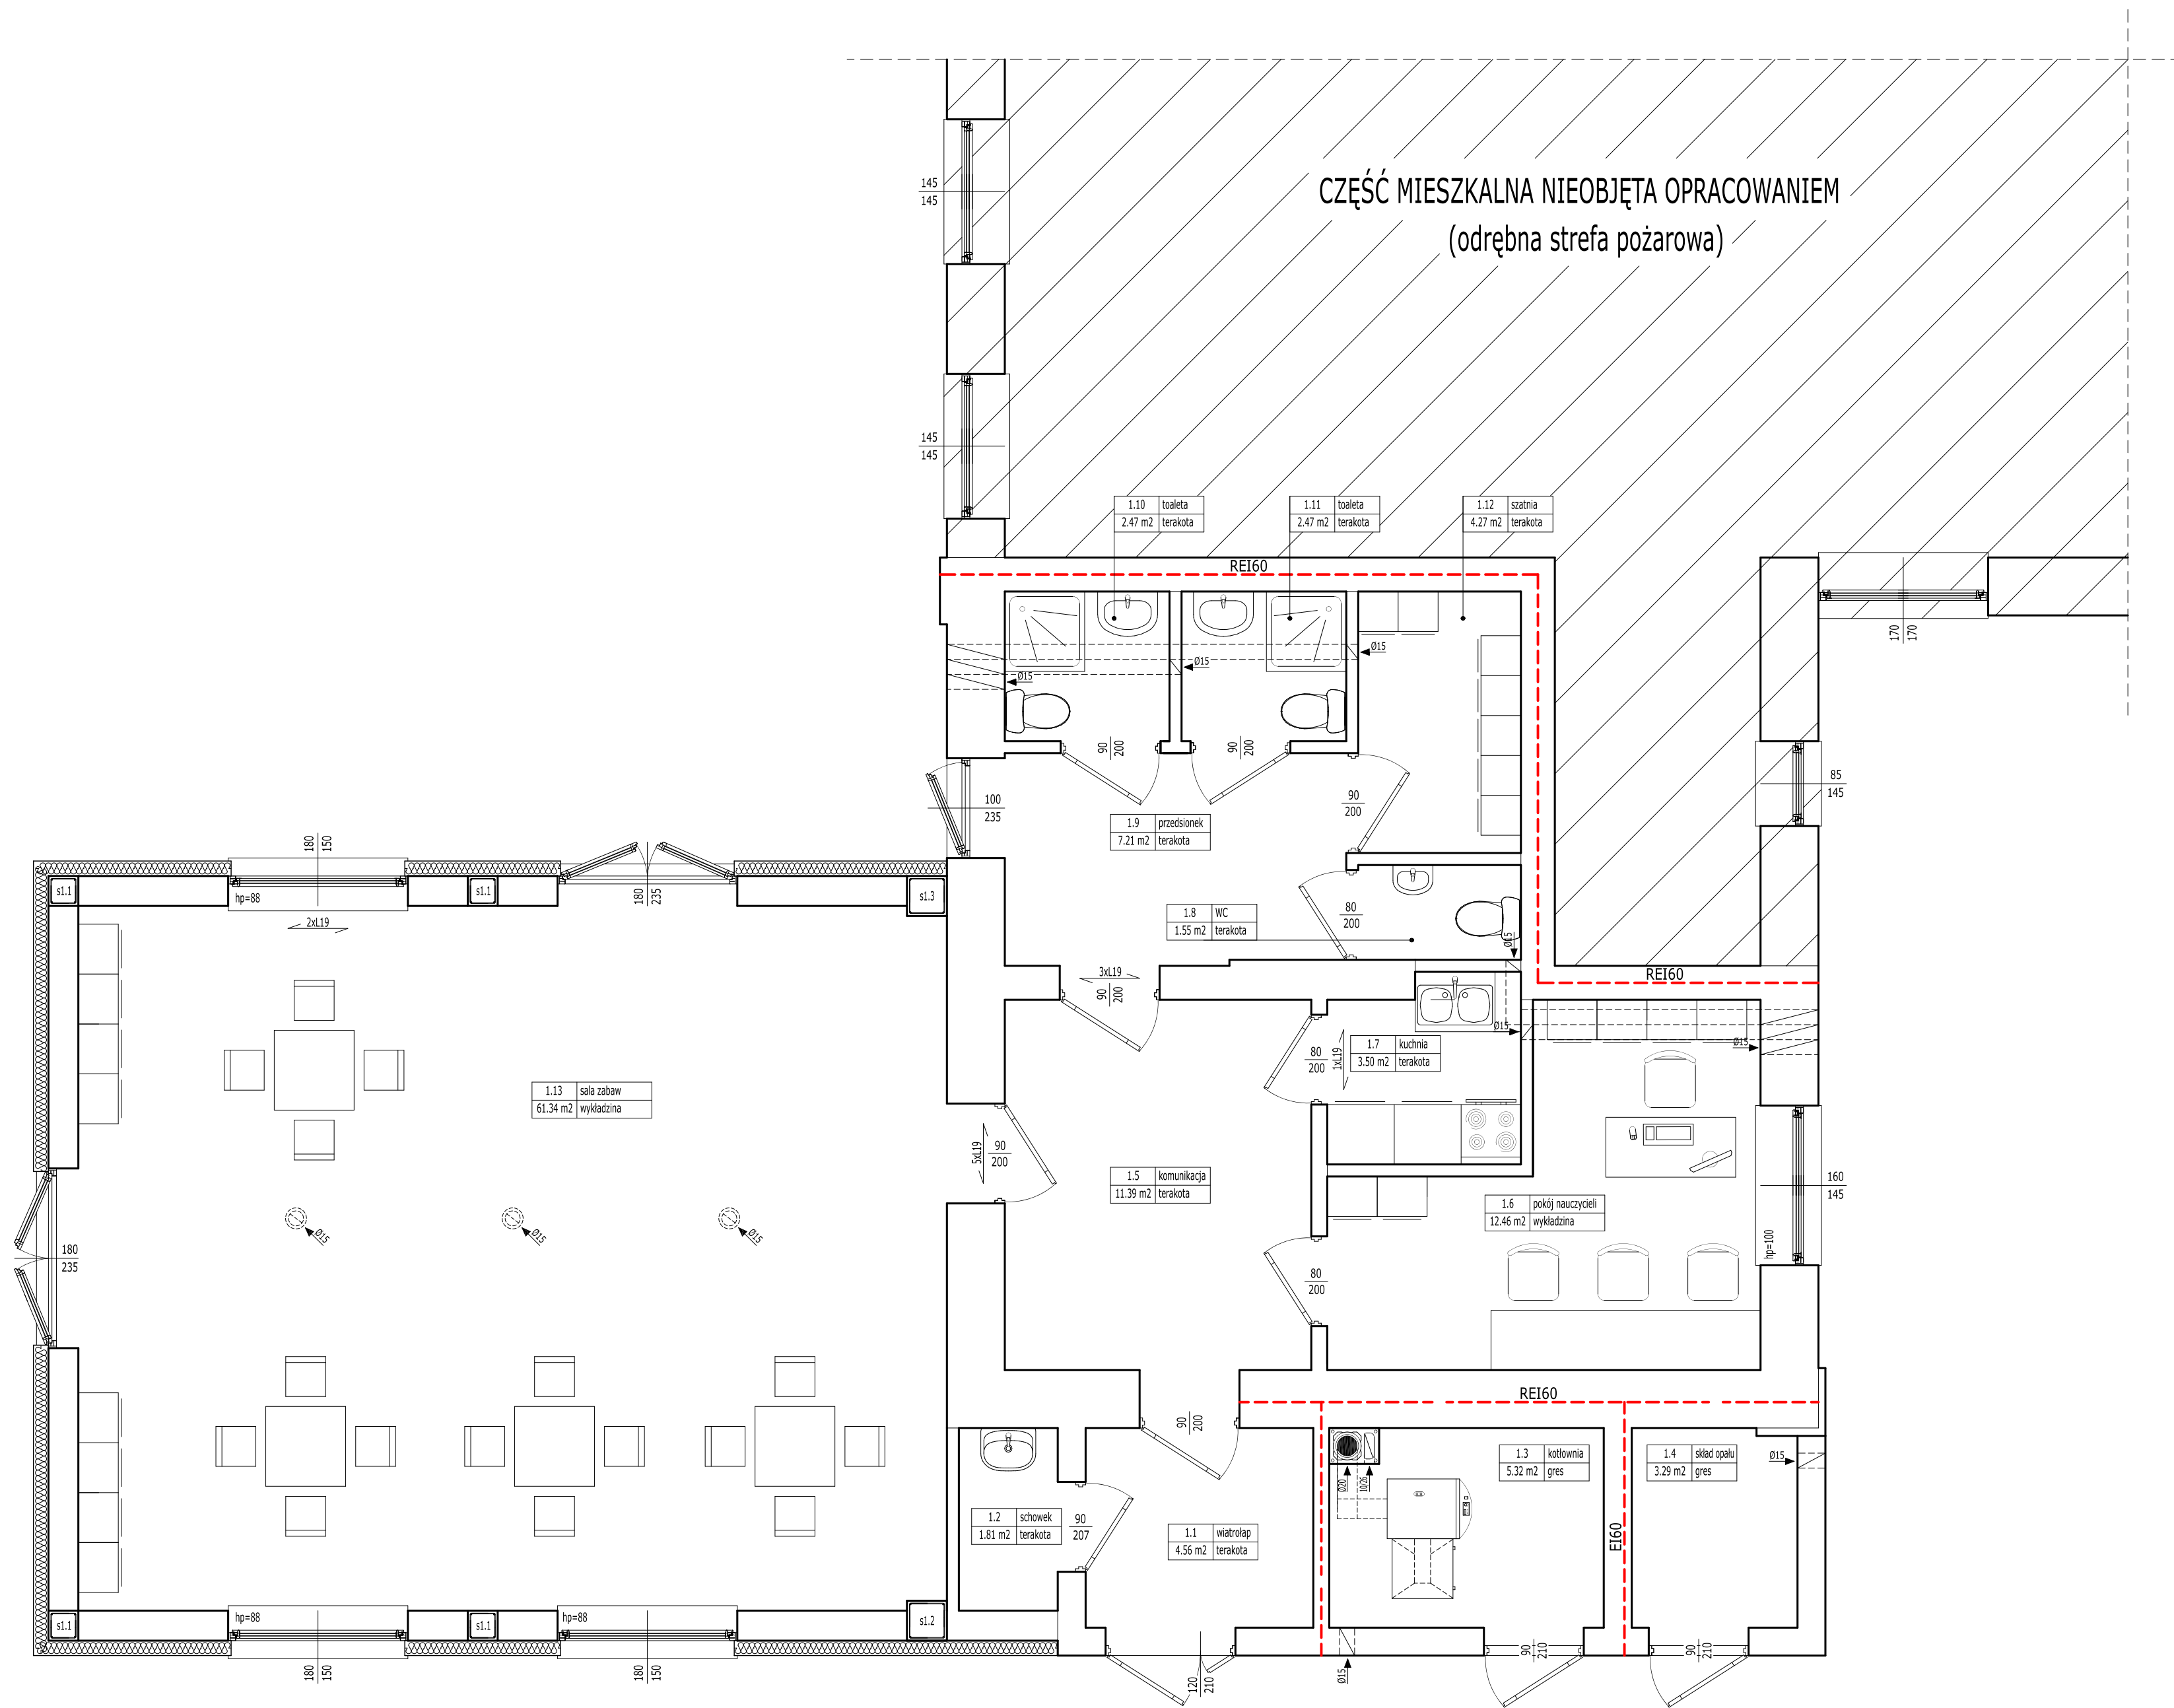 CZĘŚĆ MIESZKALNA NIEOBJĘTA OPRACOWANIEM
(odrębna strefa pożarowa)
145
145
145
145
1.10 toaleta
2.47 m2 terakota
1.11 toaleta
2.47 m2 terakota
1.12 szatnia
4.27 m2 terakota
REI60
170
170
Ø15
Ø15
Ø15
90
200
90
200
85
145
100
235
90
200
1.9 przedsionek
7.21 m2 terakota
180
150
s1.1
hp=88
s1.1
180
235
s1.3
2xL19
80
200
1.8 WC
1.55 m2 terakota
Ø15
3xL19
90
200
REI60
Ø15
Ø15
80
200
1xL19
1.7 kuchnia
3.50 m2 terakota
1.13 sala zabaw
61.34 m2 wykładzina
5xL19
90
200
1.5 komunikacja
11.39 m2 terakota
160
145
1.6 pokój nauczycieli
12.46 m2 wykładzina
hp=100
Ø15
Ø15
Ø15
180
235
80
200
REI60
90
200
1.3 kotłownia
5.32 m2 gres
1.4 skład opału
3.29 m2 gres
Ø15
Ø20
10/26
1.2 schowek
1.81 m2 terakota
90
207
1.1 wiatrołap
4.56 m2 terakota
EI60
s1.1
hp=88
s1.1
hp=88
s1.2
180
150
180
150
120
210
Ø15
90
210
90
210